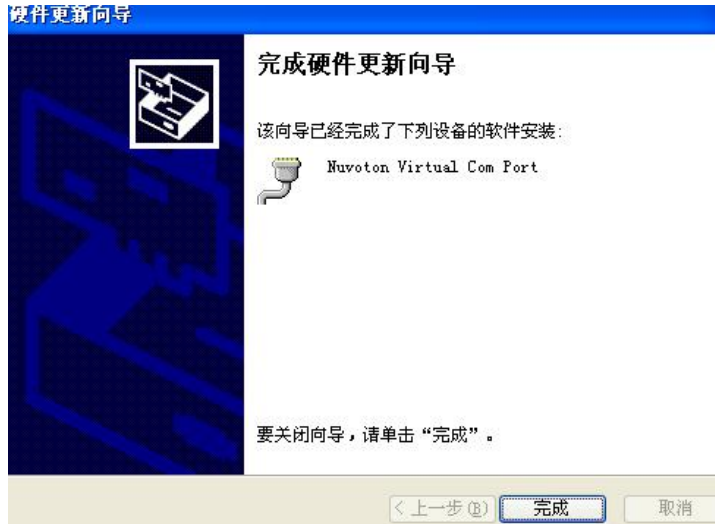 硬件更新向导
完成硬件更新向导
该向导已经完成了下列设备的软件安装:
Nuvoton Virtual Com Port
要关闭向导，请单击“完成”。
< 上一步(B) 完成 取消